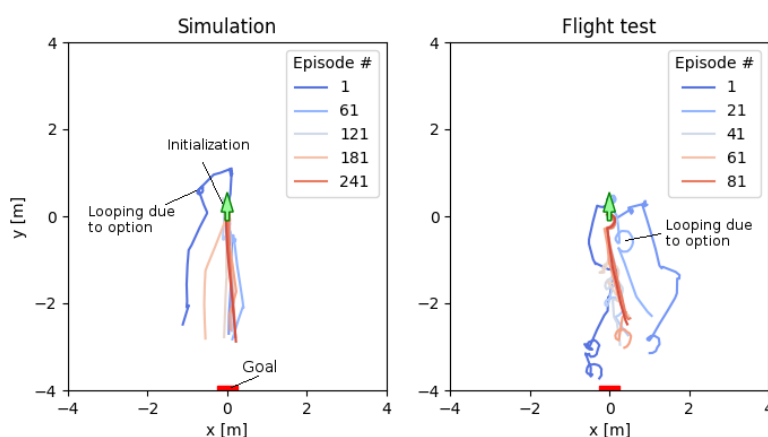 Simulation
4
2
0
−2
−4
y [m]
−4
−2
0
2
4
x [m]
Episode #
1
61
121
181
241
Initialization
Looping due
to option
Goal
Flight test
4
2
0
−2
−4
−4
−2
0
2
4
x [m]
Episode #
1
21
41
61
81
Looping due
to option